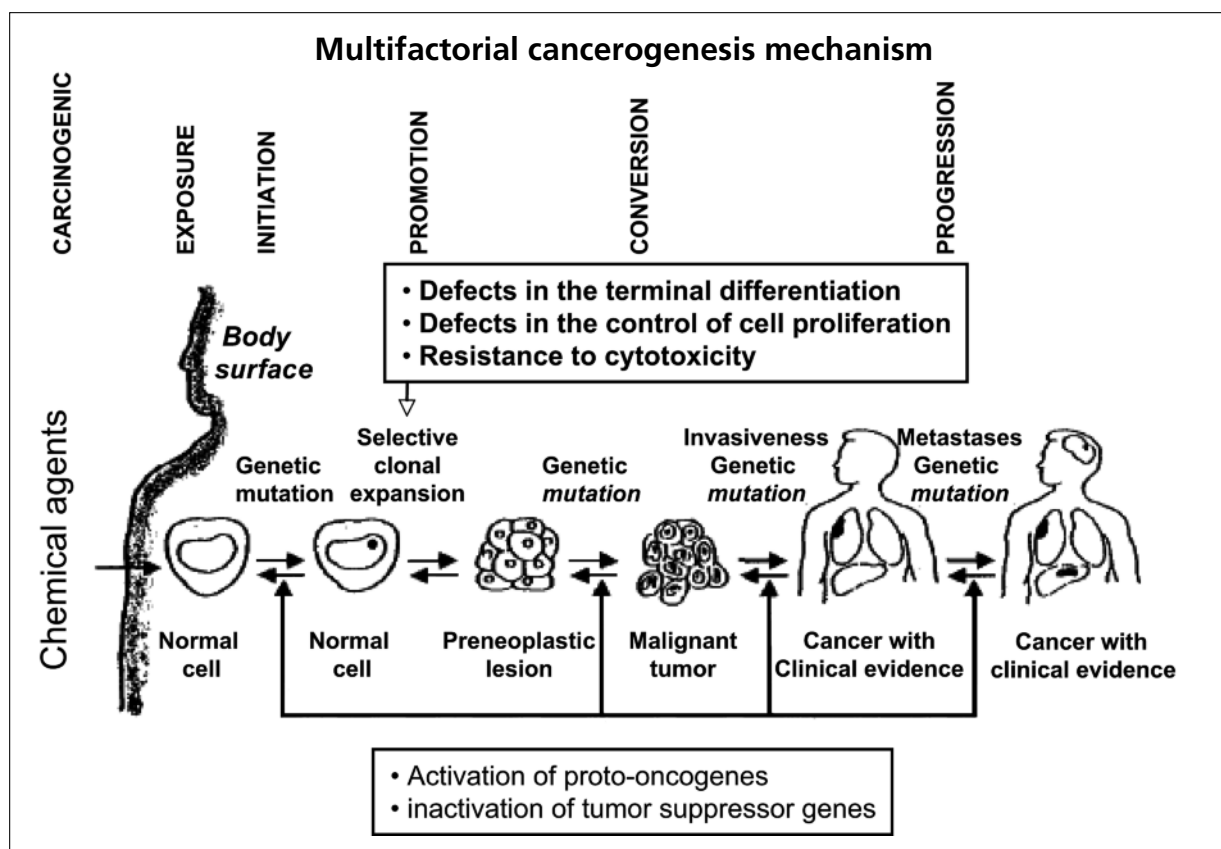 Multifactorial cancerogenesis mechanism
CARCINOGENIC
EXPOSURE
INITIATION
PROMOTION
CONVERSION
PROGRESSION
• Defects in the terminal differentiation
• Defects in the control of cell proliferation
• Resistance to cytotoxicity
Body
surface
Chemical agents
Genetic
mutation
Selective
clonal
expansion
Genetic
mutation
Invasiveness
Genetic
mutation
Metastases
Genetic
mutation
Normal
cell
Normal
cell
Preneoplastic
lesion
Malignant
tumor
Cancer with
Clinical evidence
Cancer with
clinical evidence
• Activation of proto-oncogenes
• inactivation of tumor suppressor genes